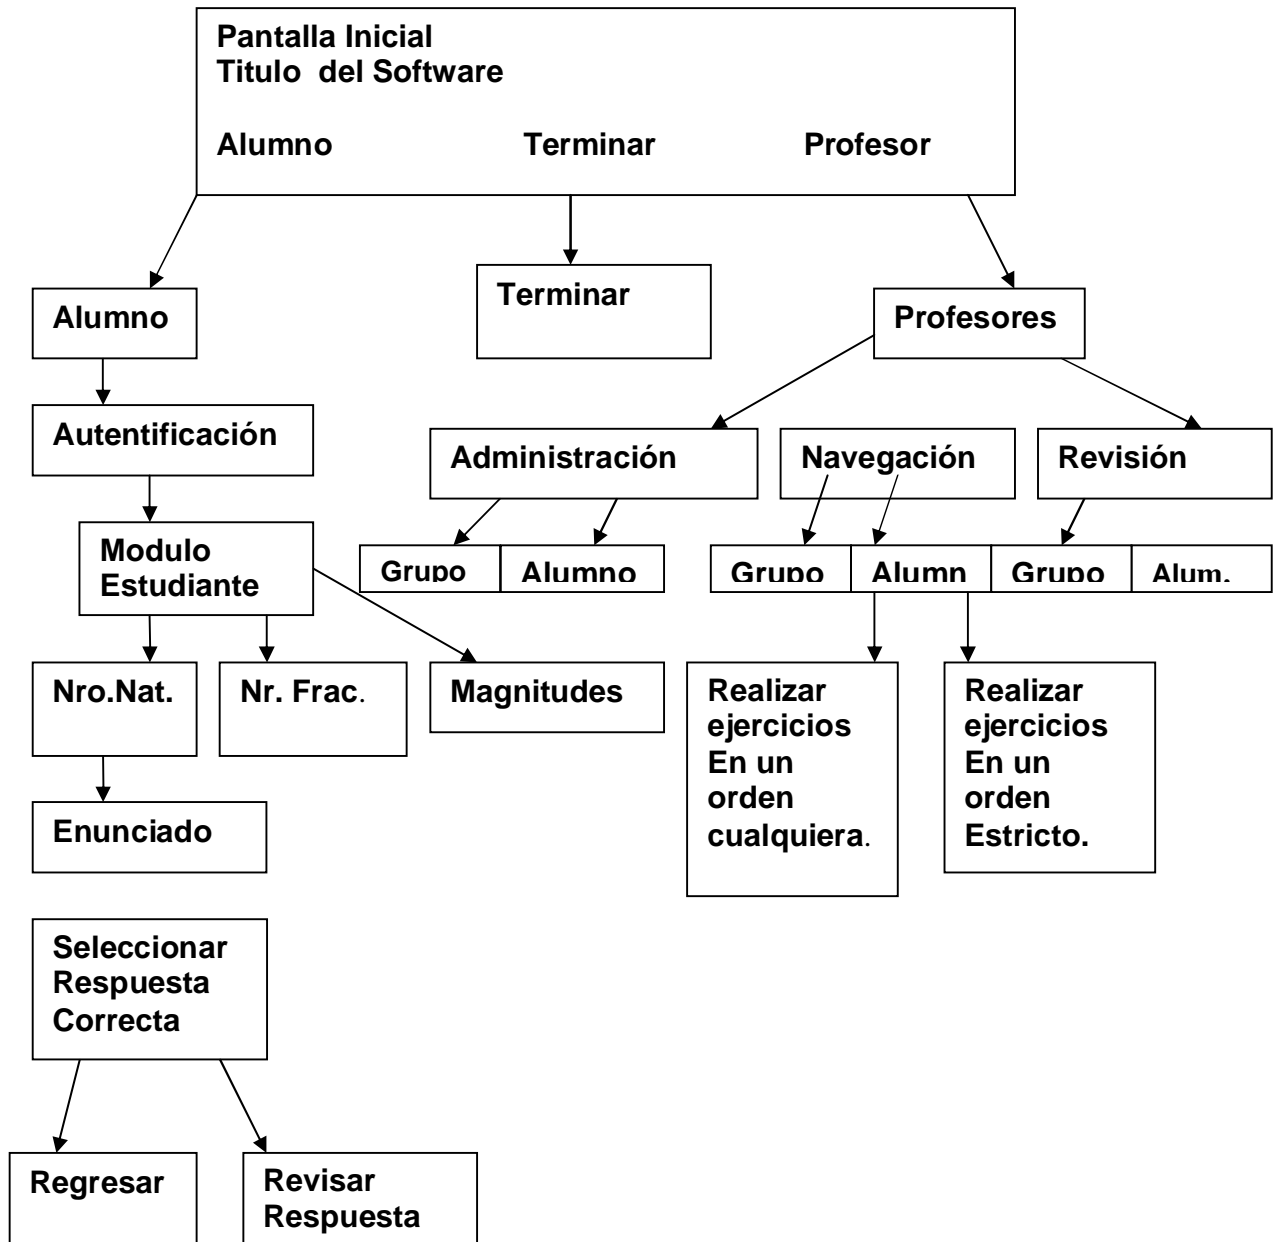 Pantalla Inicial
Titulo del Software
Alumno Terminar Profesor
Alumno
Terminar
Profesores
Autentificación
Administración
Navegación
Revisión
Modulo
Estudiante
Grupo
Alumno
Grupo
Alumn
Grupo
Alum.
Nro.Nat.
Nr. Frac.
Magnitudes
Realizar
ejercicios
En un
orden
cualquiera.
Realizar
ejercicios
En un
orden
Estricto.
Enunciado
Seleccionar
Respuesta
Correcta
Regresar
Revisar
Respuesta